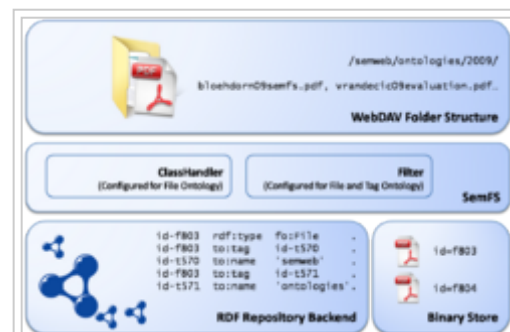 PDF
/semweb/ontologies/2009/
bloehdorn09semfs.pdf, vrandecic09evaluation.pdf…
WebDAV Folder Structure
ClassHandler
(Configured for File Ontology)
Filter
(Configured for File and Tag Ontology)
SemFS
id-f803 rdf:type fo:File .
id-f803 to:tag id-t570 .
id-t570 to:name 'semweb' .
id-f803 to:tag id-t571 .
id-t571 to:name 'ontologies'.
RDF Repository Backend
id=f803
id=f804
Binary Store